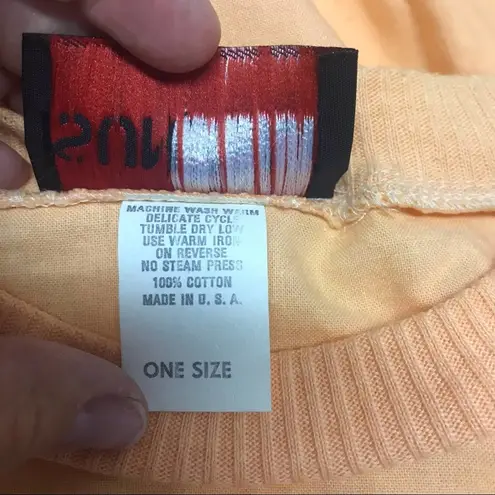 MACHINE WASH WARM
DELICATE CYCLE
TUMBLE DRY LOW
USE WARM IRON
ON REVERSE
NO STEAM PRESS
100% COTTON
MADE IN U. S. A.
ONE SIZE